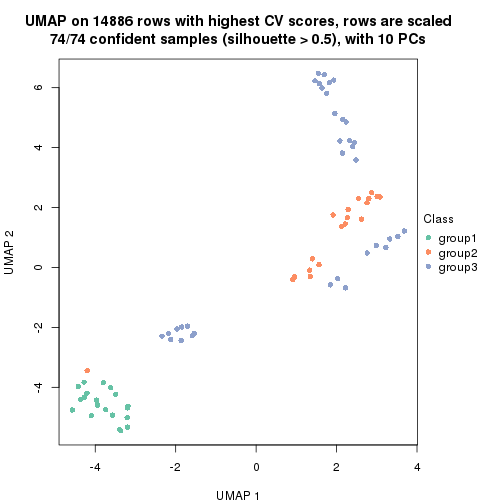 UMAP on 14886 rows with highest CV scores, rows are scaled
74/74 confident samples (silhouette > 0.5), with 10 PCs
6
4
2
0
-2
-4
UMAP 2
-4
-2
0
2
4
UMAP 1
Class
group1
group2
group3